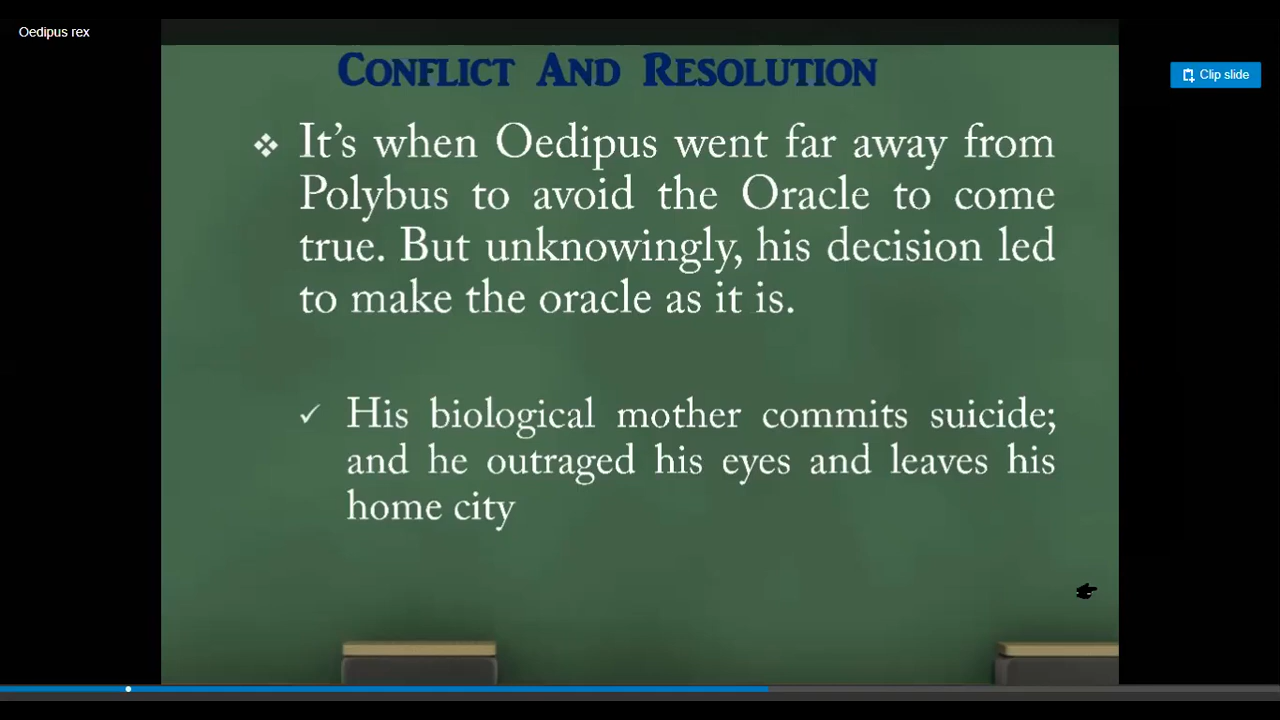 Oedipus rex
Clip slide
CONFLICT AND RESOLUTION
It's when Oedipus went far away from
Polybus to avoid the Oracle to come
true. But unknowingly, his decision led
to make the oracle as it is.
His biological mother commits suicide;
and he outraged his eyes and leaves his
home city